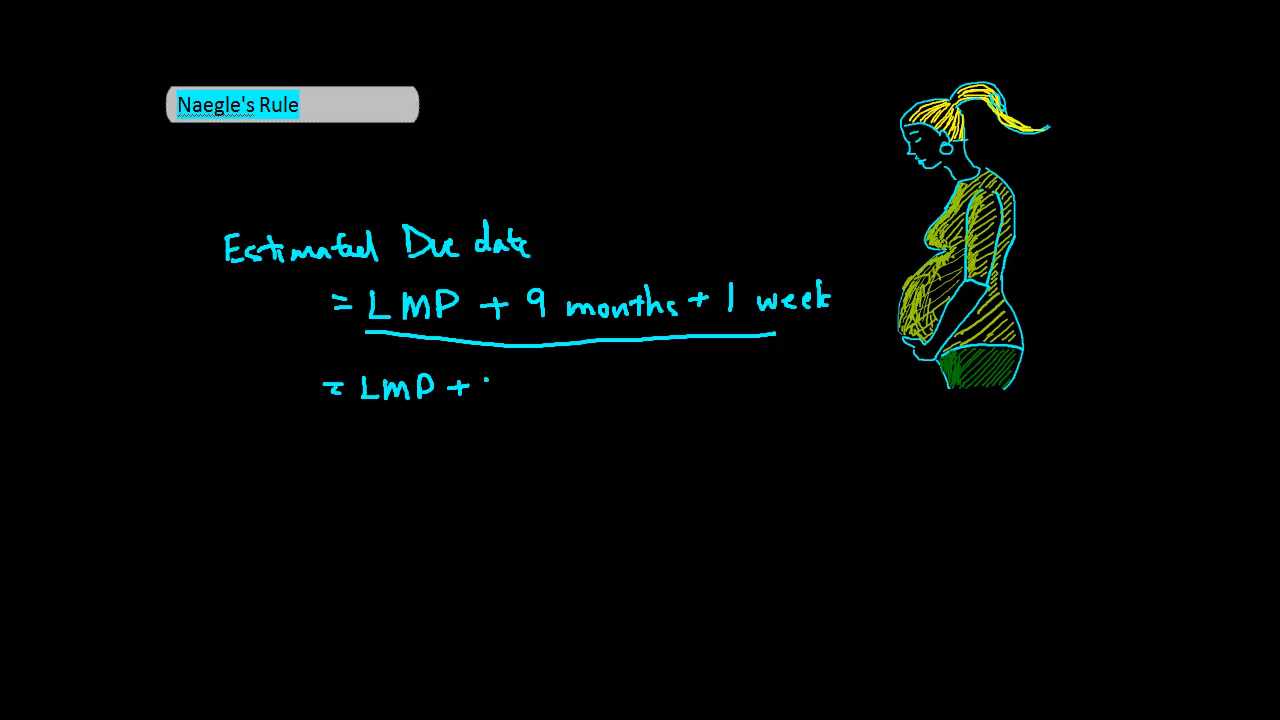 Naegle's Rule
Estimated Due date
= LMP + 9 months + 1 week
= LMP +